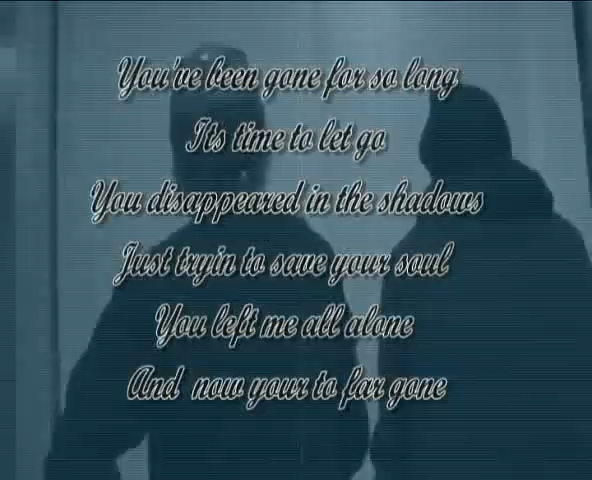 You've been gone for so long
Its time to let go
You disappeared in the shadows
Just tryin to save your soul
You left me all alone
And now your to far gone